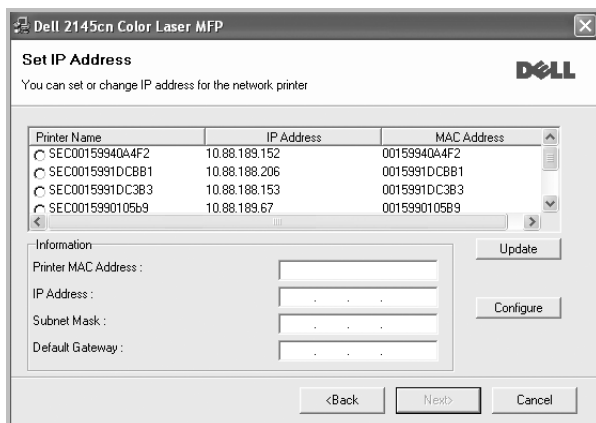 Dell 2145cn Color Laser MFP
Set IP Address
You can set or change IP address for the network printer
DELL
Printer Name IP Address MAC Address
SEC00159940A4F2 10.88.189.152 00159940A4F2
SEC0015991DCBB1 10.88.188.206 0015991DCBB1
SEC0015991DC3B3 10.88.188.153 0015991DC3B3
SEC0015990105b9 10.88.189.67 0015990105B9
Information
Update
Printer MAC Address :
IP Address :
Configure
Subnet Mask :
Default Gateway :
<Back Next> Cancel